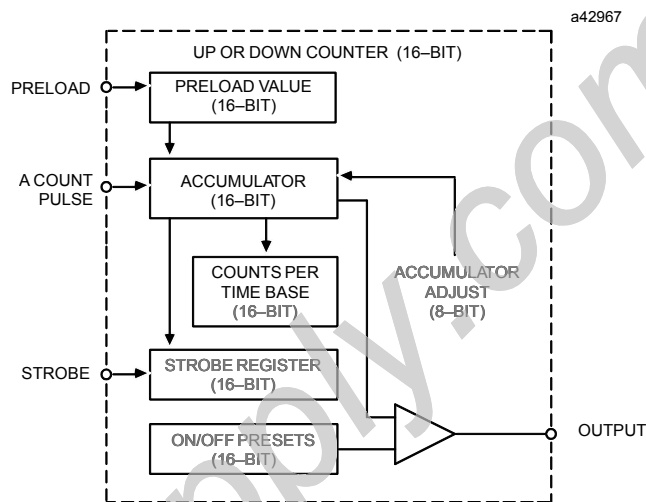 a42967
UP OR DOWN COUNTER (16–BIT)
PRELOAD
PRELOAD VALUE
(16–BIT)
A COUNT
PULSE
ACCUMULATOR
(16–BIT)
COUNTS PER
TIME BASE
(16–BIT)
ACCUMULATOR
ADJUST
(8–BIT)
STROBE
STROBE REGISTER
(16–BIT)
ON/OFF PRESETS
(16–BIT)
OUTPUT
pply.com